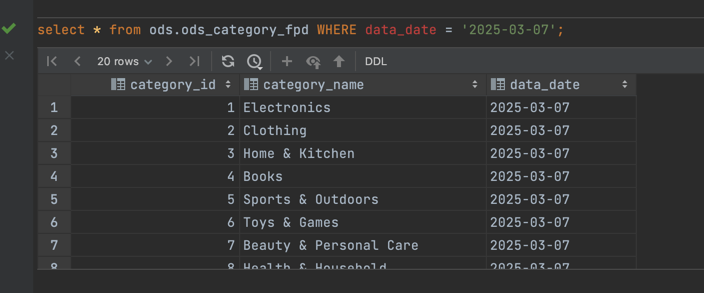 select * from ods.ods_category_fpd WHERE data_date = '2025-03-07';
20 rows DDL
category_id category_name data_date
1 1 Electronics 2025-03-07
2 2 Clothing 2025-03-07
3 3 Home & Kitchen 2025-03-07
4 4 Books 2025-03-07
5 5 Sports & Outdoors 2025-03-07
6 6 Toys & Games 2025-03-07
7 7 Beauty & Personal Care 2025-03-07
8 8 Health & Household 2025-03-07